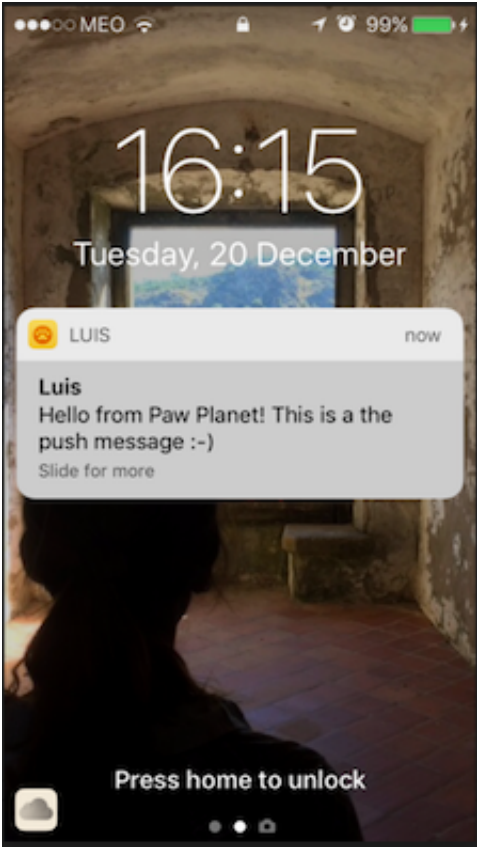 MEO 99%
16:15
Tuesday, 20 December
LUIS now
Luis
Hello from Paw Planet! This is a the
push message :-)
Slide for more
Press home to unlock